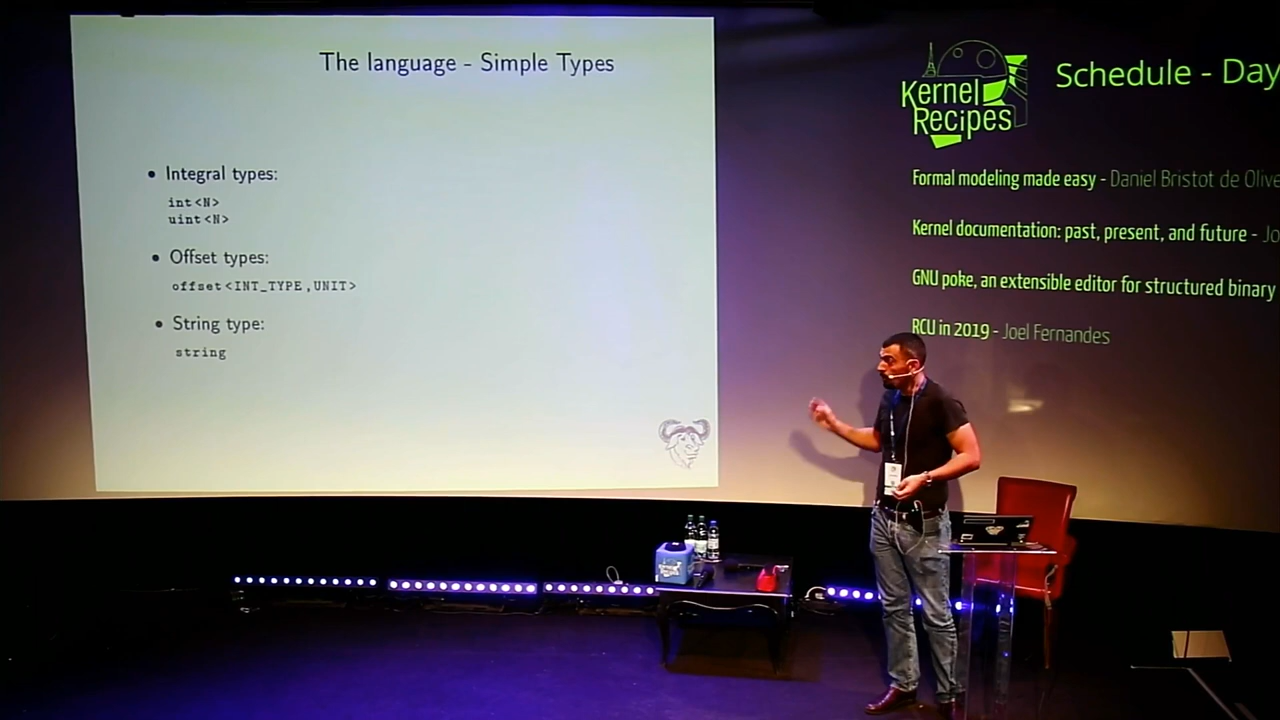 The language - Simple Types
• Integral types:
int<N>
uint<N>
• Offset types:
offset<INT_TYPE,UNIT>
• String type:
string
Kernel
Recipes
Schedule - Day
Formal modeling made easy - Daniel Bristot de Olive
Kernel documentation: past, present, and future - Jo
GNU poke, an extensible editor for structured binary
RCU in 2019 - Joel Fernandes